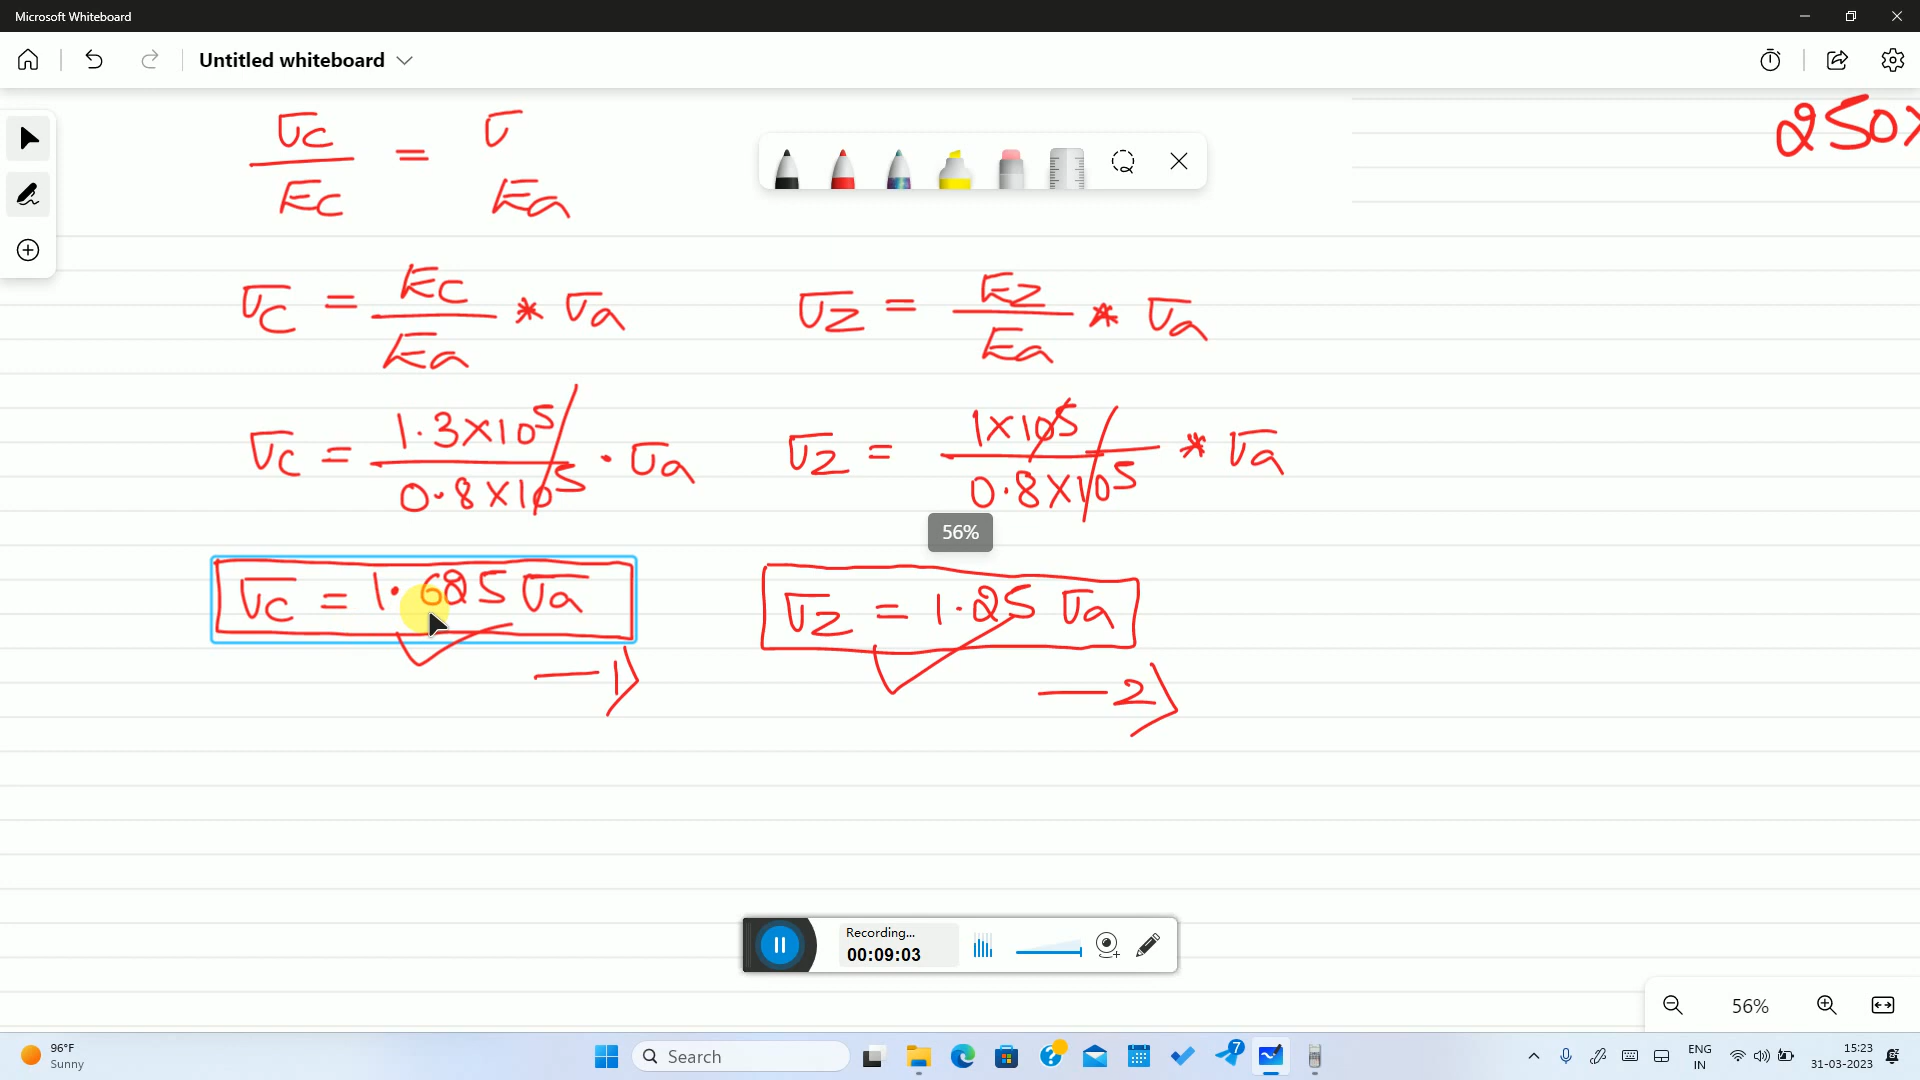 Microsoft Whiteboard
Untitled whiteboard
250×
σc = σ
Ec Ea
σc = Ec * σa
Ea
σz = Ez * σa
Ea
σc = 1.3×10⁵ · σa
0.8×10⁵
σz = 1×10⁵ * σa
0.8×10⁵
56%
σc = 1.625 σa
σz = 1.25 σa
— 1
— 2
Recording...
00:09:03
56%
96°F
Sunny
Search
7
ENG
IN
15:23
31-03-2023